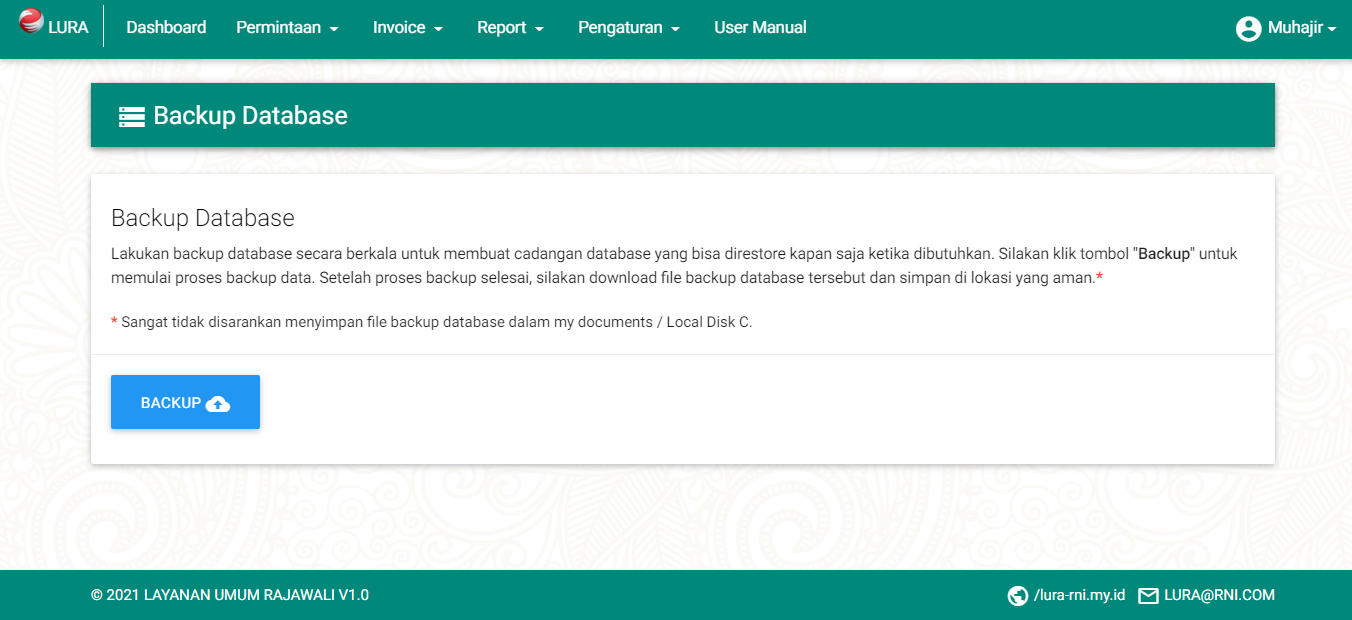 LURA Dashboard Permintaan Invoice Report Pengaturan User Manual Muhajir
Backup Database
Backup Database
Lakukan backup database secara berkala untuk membuat cadangan database yang bisa direstore kapan saja ketika dibutuhkan. Silakan klik tombol "Backup" untuk
memulai proses backup data. Setelah proses backup selesai, silakan download file backup database tersebut dan simpan di lokasi yang aman.*
* Sangat tidak disarankan menyimpan file backup database dalam my documents / Local Disk C.
BACKUP
© 2021 LAYANAN UMUM RAJAWALI V1.0 /lura-rni.my.id LURA@RNI.COM